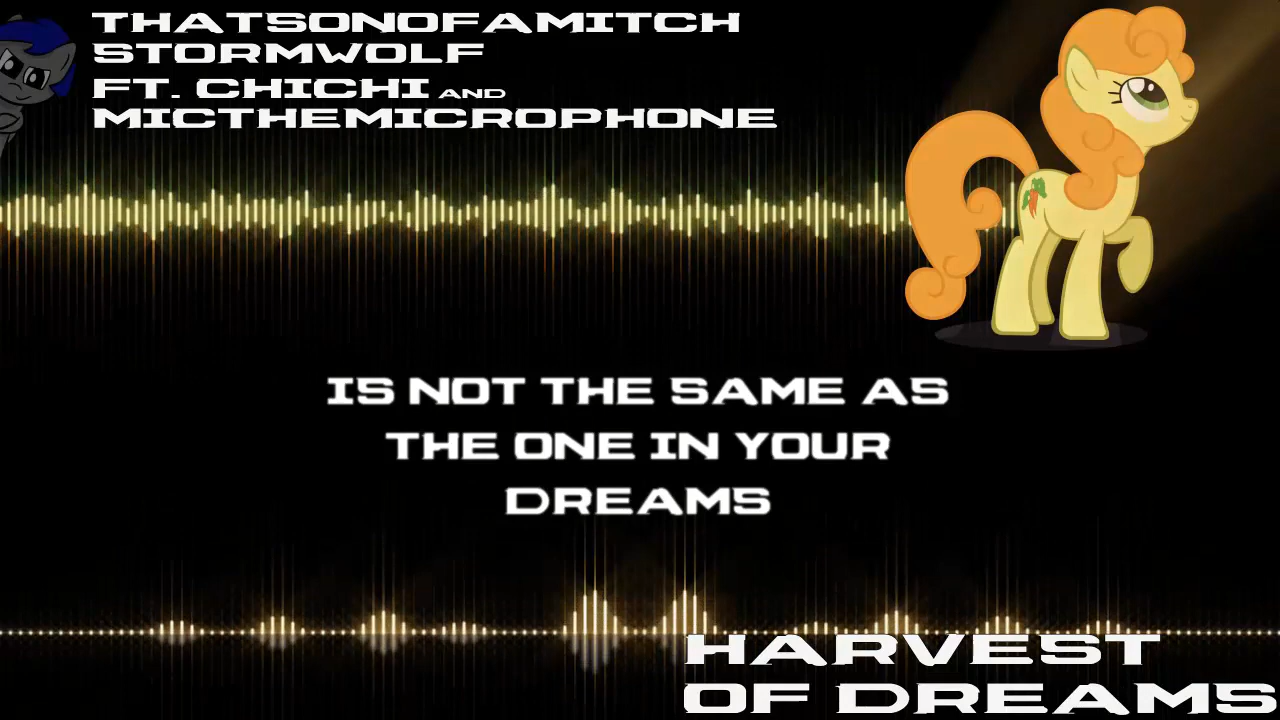 THATSONOFAMITCH
STORMWOLF
FT. CHICHI AND
MICTHEMICROPHONE
IS NOT THE SAME AS
THE ONE IN YOUR
DREAMS
HARVEST
OF DREAMS